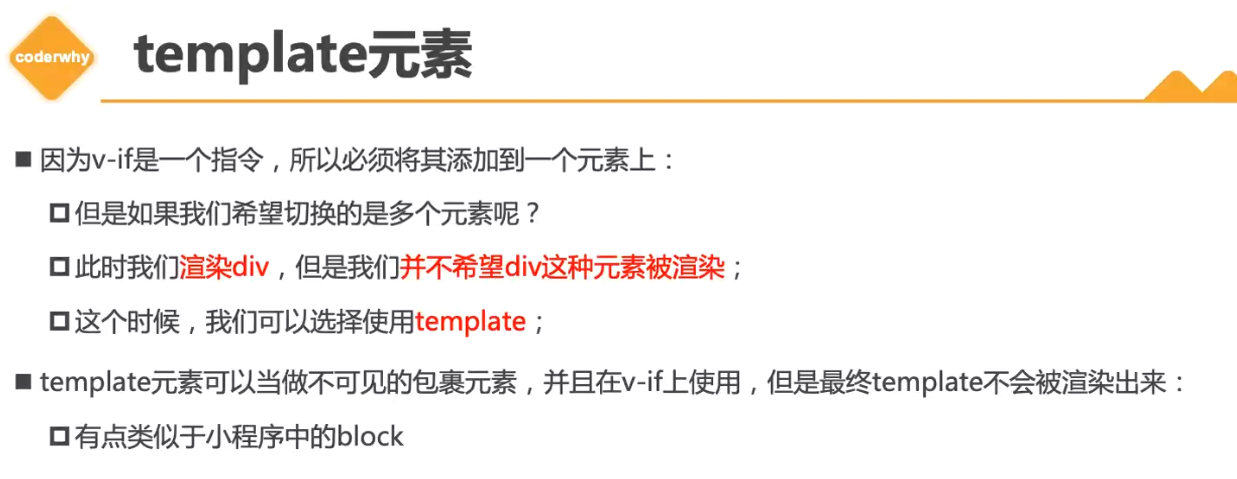 coderwhy
template元素
因为v-if是一个指令，所以必须将其添加到一个元素上：
但是如果我们希望切换的是多个元素呢？
此时我们渲染div，但是我们并不希望div这种元素被渲染；
这个时候，我们可以选择使用template；
template元素可以当做不可见的包裹元素，并且在v-if上使用，但是最终template不会被渲染出来：
有点类似于小程序中的block